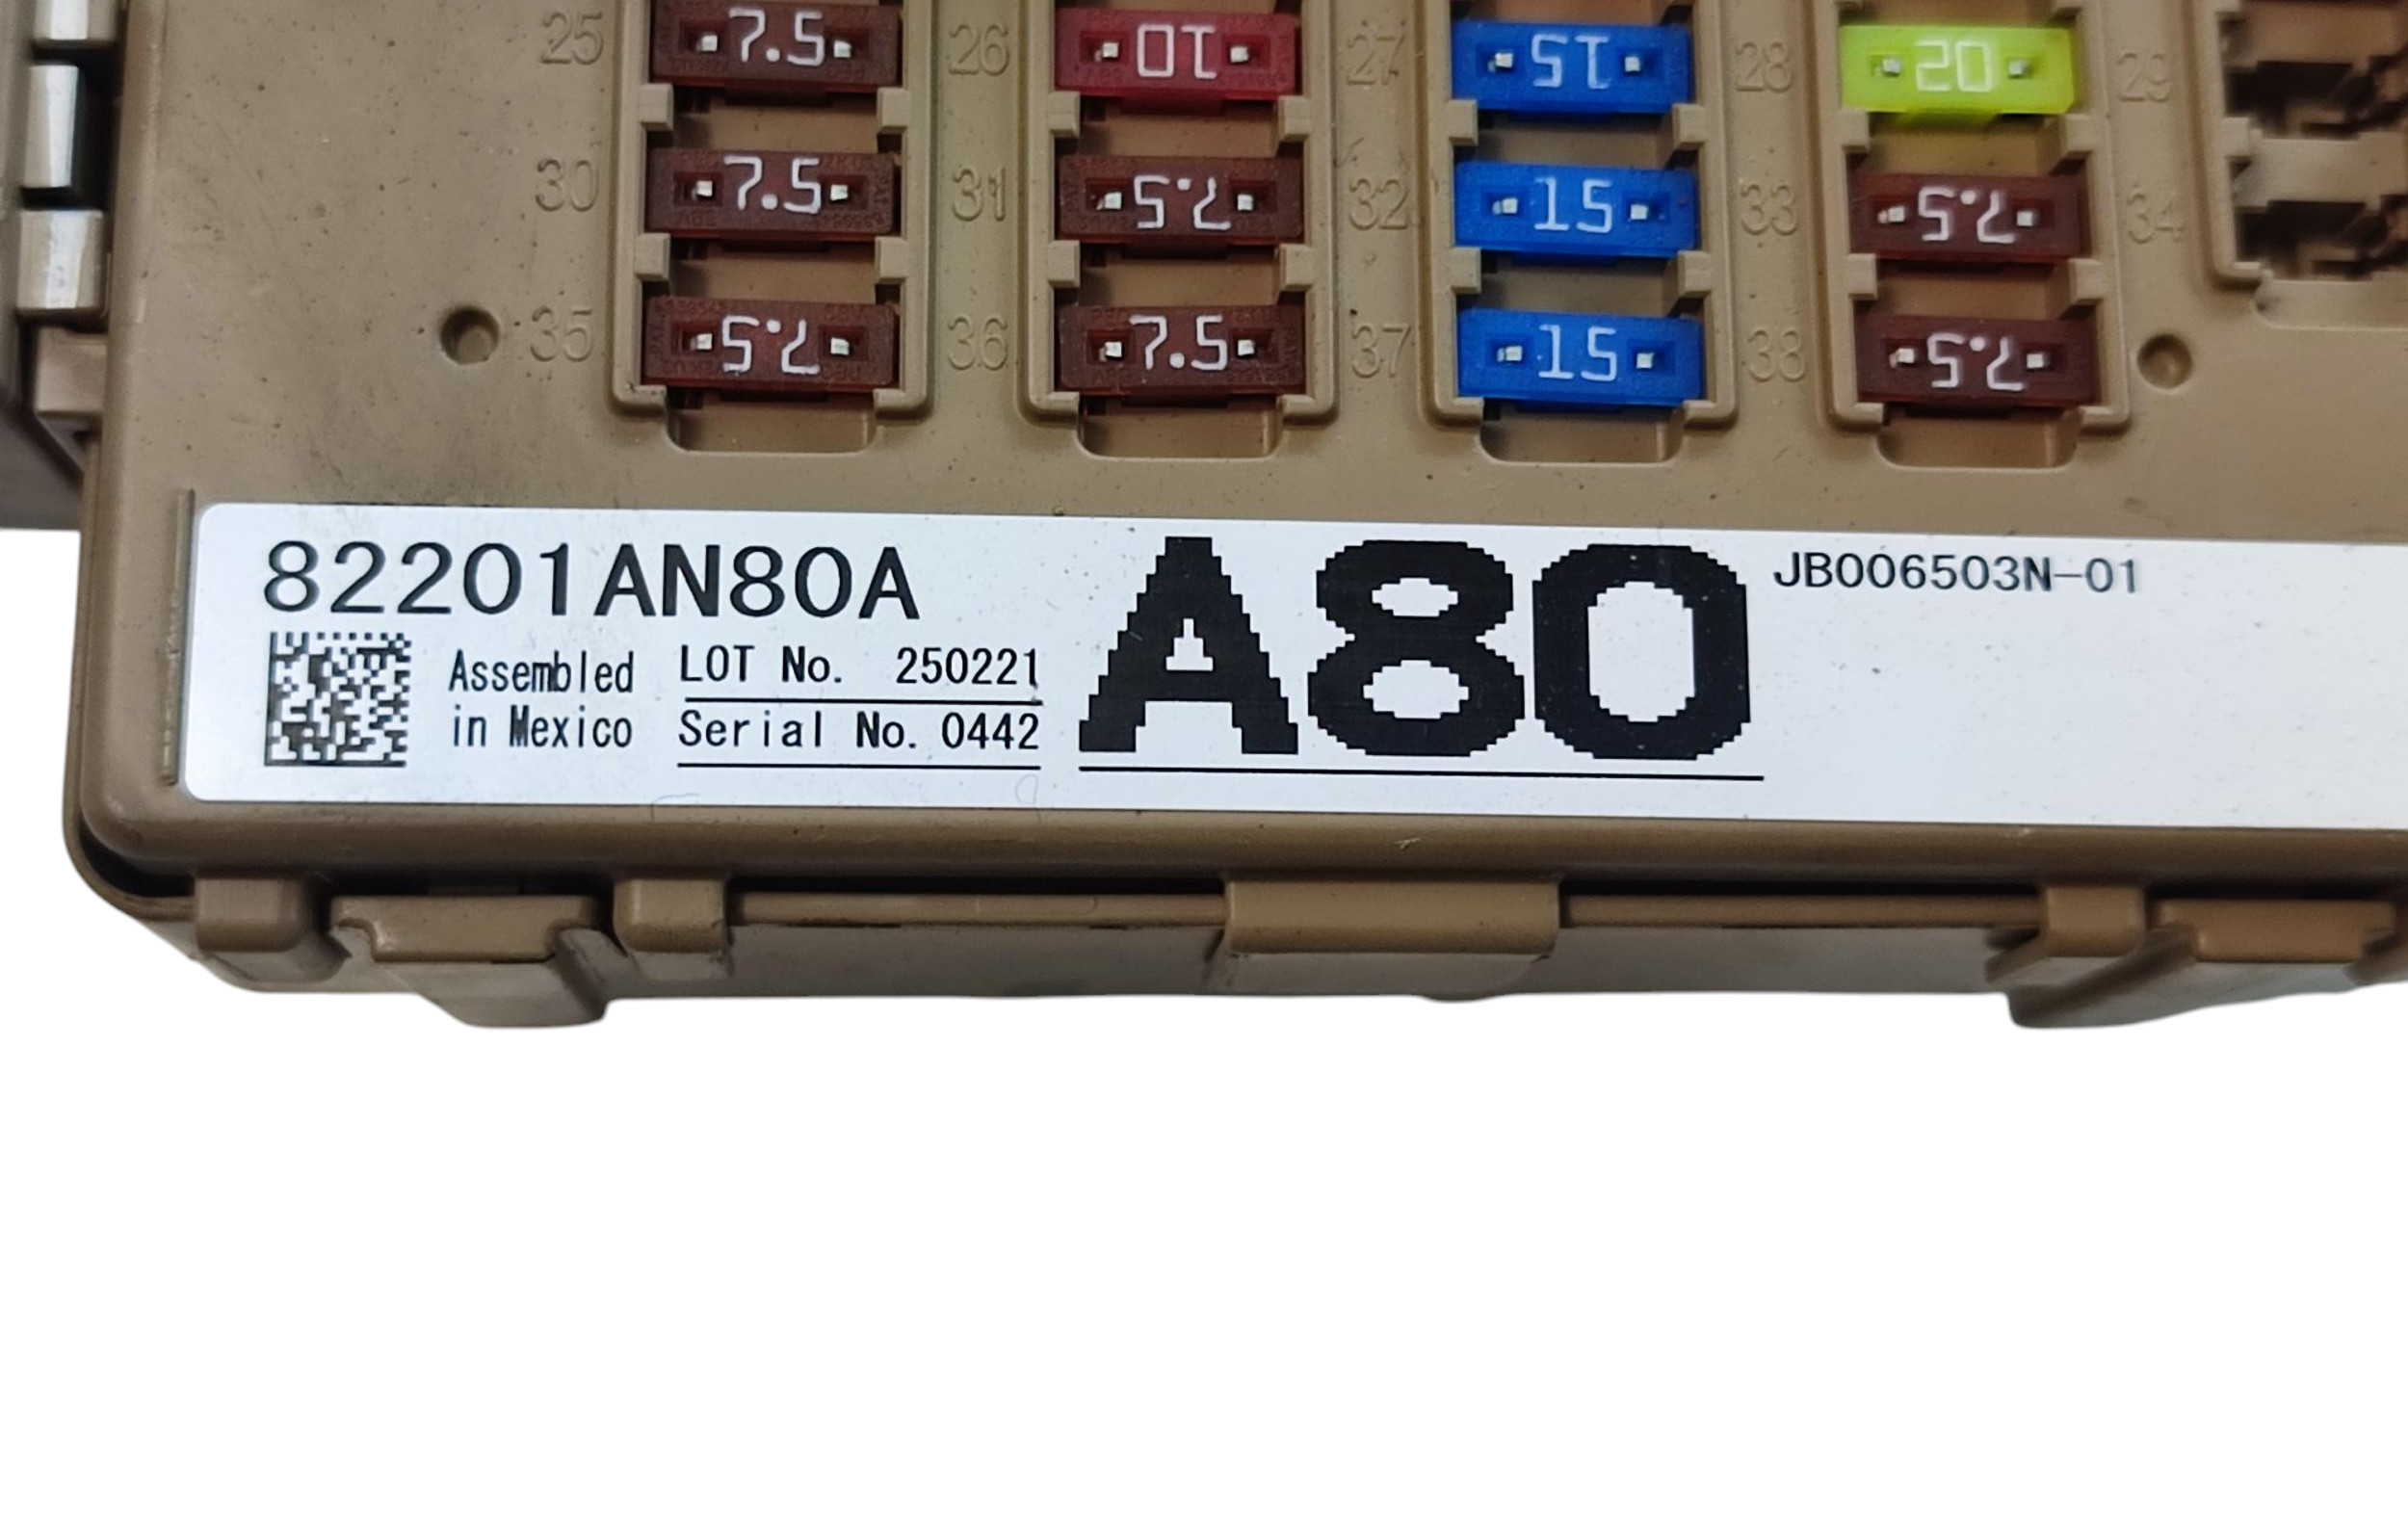 25 7.5 26 10 27 15 28 20 29
30 7.5 31 7.5 32 15 33 7.5 34
35 7.5 36 7.5 37 15 38 7.5
82201AN80A A80 JB006503N-01
Assembled LOT No. 250221
in Mexico Serial No. 0442